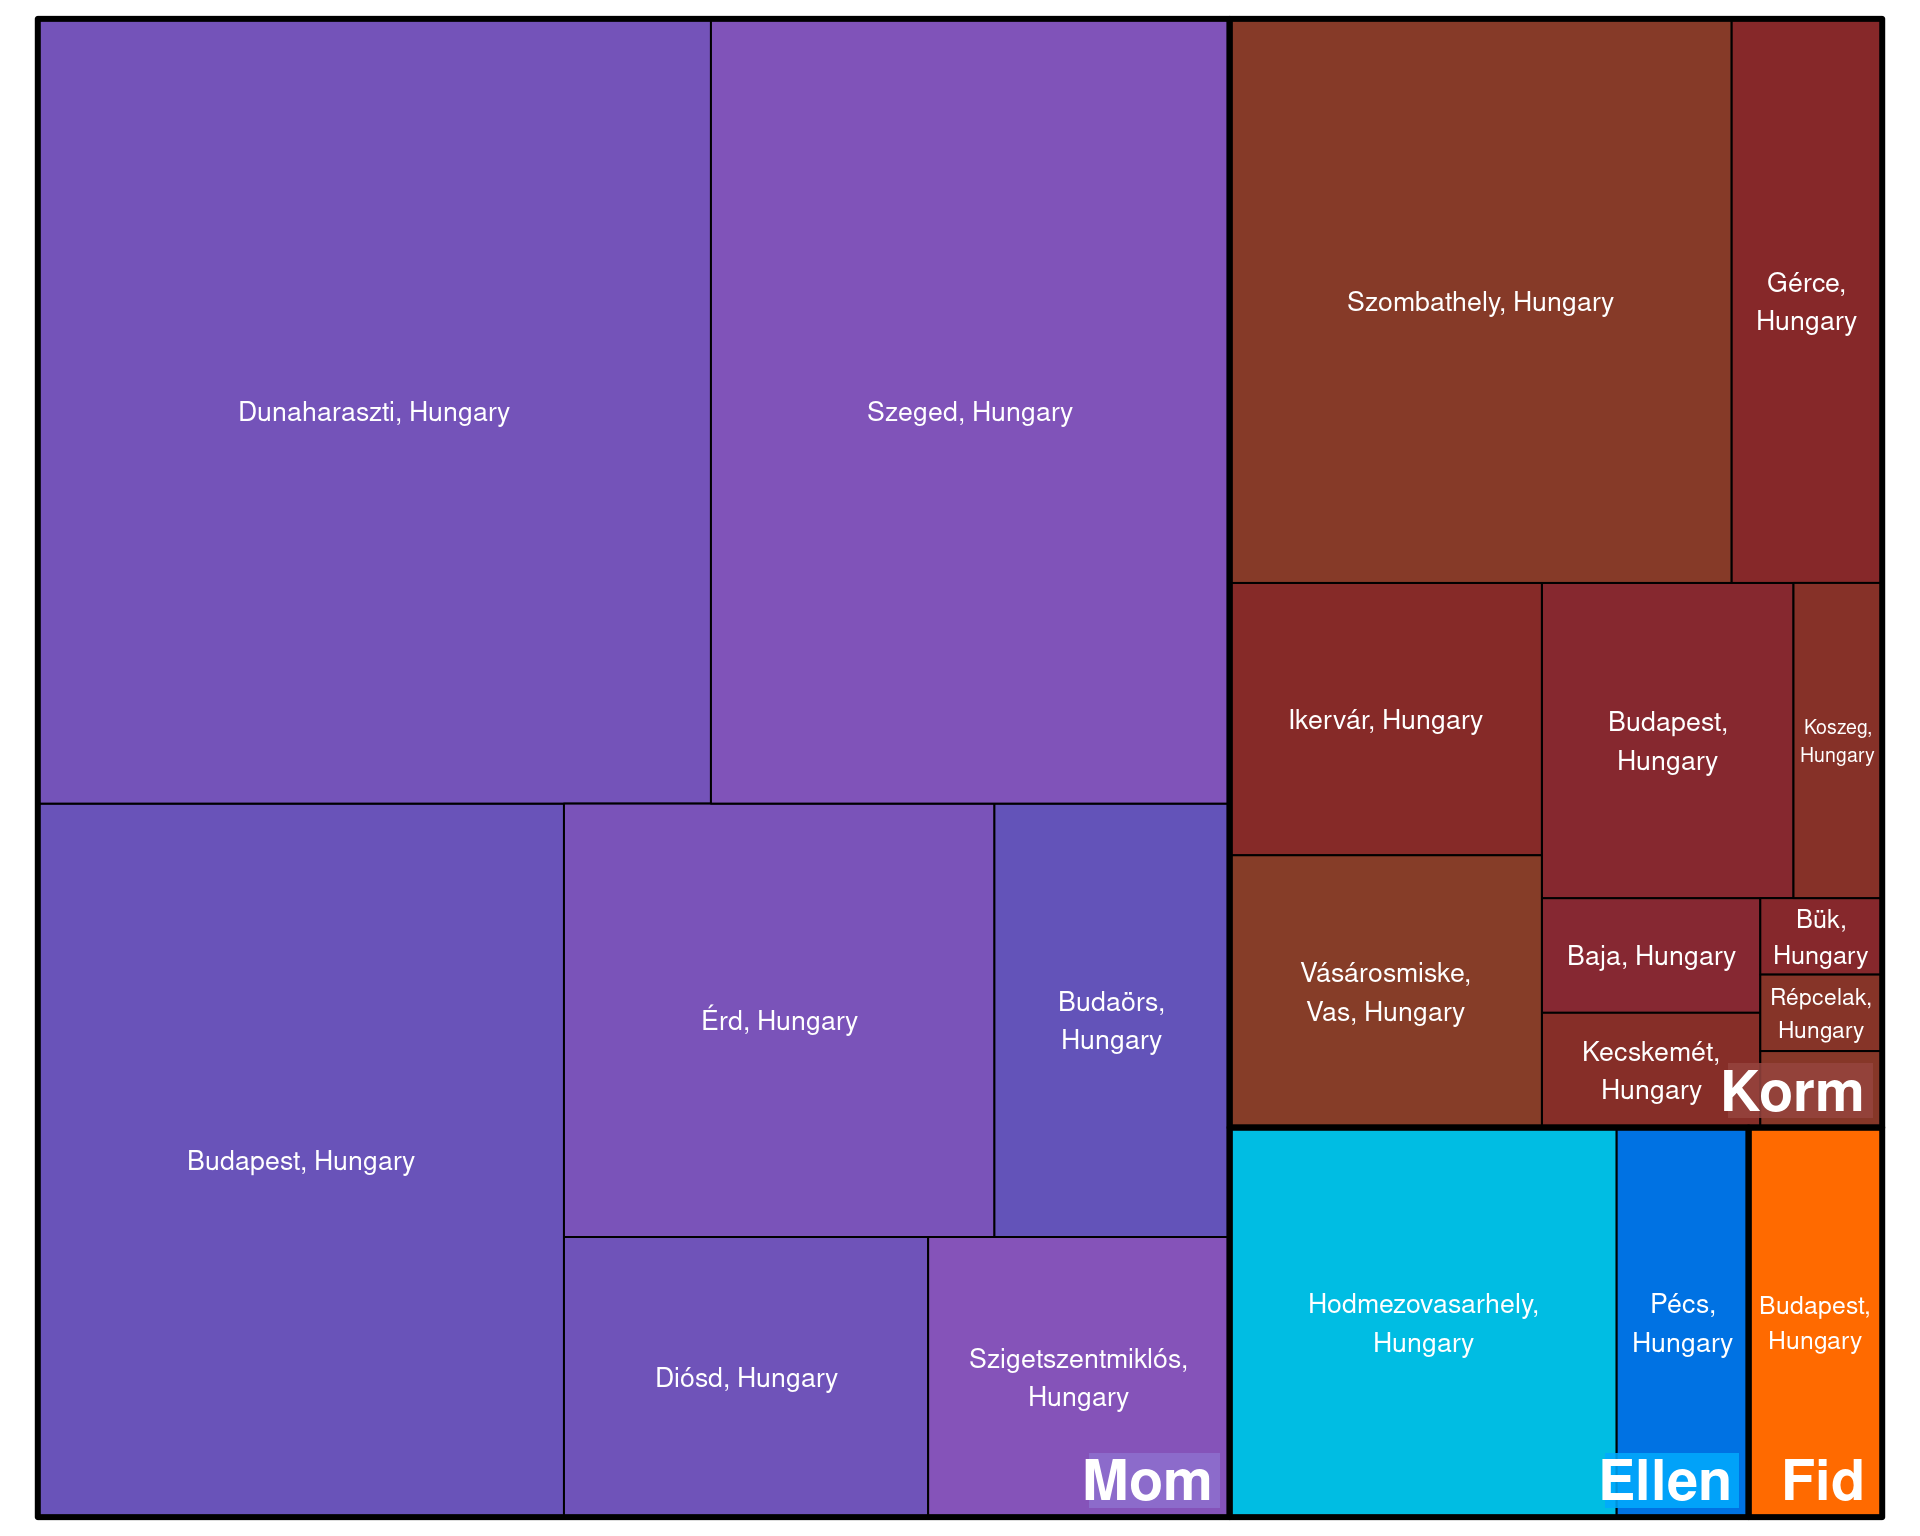 Dunaharaszti, Hungary
Szeged, Hungary
Budapest, Hungary
Érd, Hungary
Budaörs,
Hungary
Diósd, Hungary
Szigetszentmiklós,
Hungary
Mom
Szombathely, Hungary
Gérce,
Hungary
Ikervár, Hungary
Budapest,
Hungary
Koszeg,
Hungary
Vásárosmiske,
Vas, Hungary
Baja, Hungary
Bük,
Hungary
Répcelak,
Hungary
Kecskemét,
Hungary
Korm
Hodmezovasarhely,
Hungary
Pécs,
Hungary
Ellen
Budapest,
Hungary
Fid